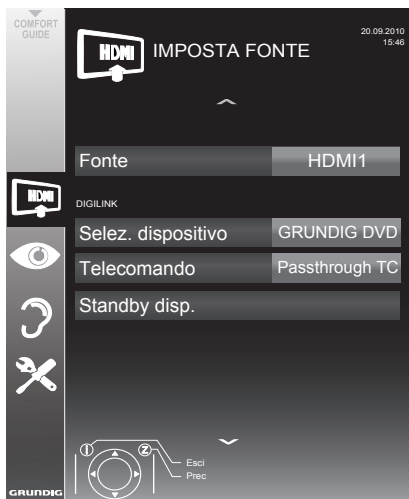 COMFORT
GUIDE
HDMI
IMPOSTA FONTE
20.09.2010
15:46
Fonte
HDMI1
HDMI
DIGILINK
Selez. dispositivo
GRUNDIG DVD
Telecomando
Passthrough TC
Standby disp.
Z
Esci
Prec
GRUNDIG